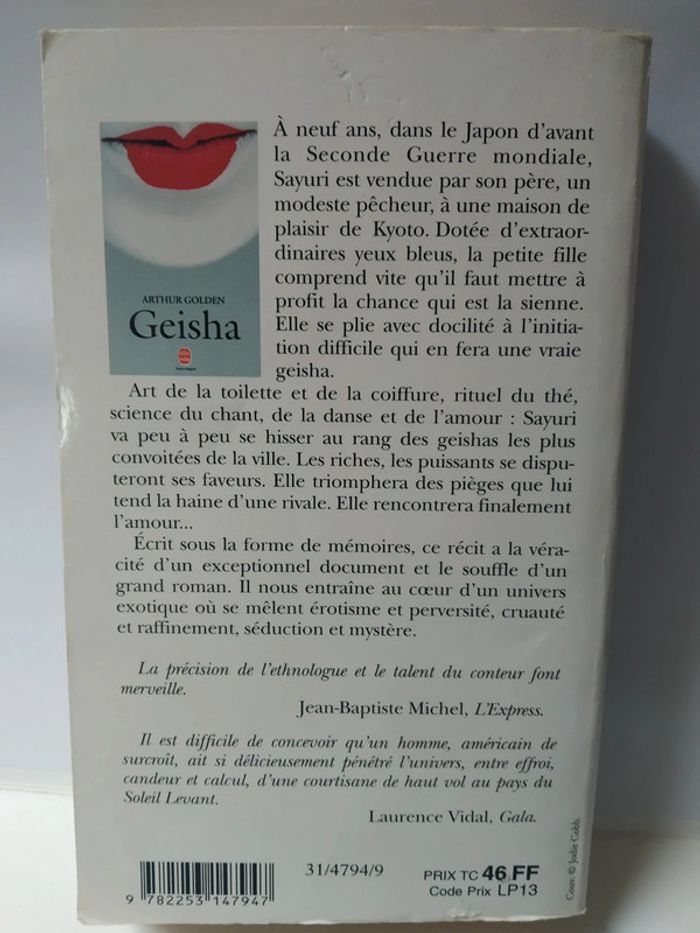 À neuf ans, dans le Japon d'avant
la Seconde Guerre mondiale,
Sayuri est vendue par son père, un
modeste pêcheur, à une maison de
plaisir de Kyoto. Dotée d'extraor-
dinaires yeux bleus, la petite fille
comprend vite qu'il faut mettre à
profit la chance qui est la sienne.
Elle se plie avec docilité à l'initia-
tion difficile qui en fera une vraie
geisha.
ARTHUR GOLDEN
Geisha
Art de la toilette et de la coiffure, rituel du thé,
science du chant, de la danse et de l'amour : Sayuri
va peu à peu se hisser au rang des geishas les plus
convoitées de la ville. Les riches, les puissants se dispu-
teront ses faveurs. Elle triomphera des pièges que lui
tend la haine d'une rivale. Elle rencontrera finalement
l'amour...
Écrit sous la forme de mémoires, ce récit a la véra-
cité d'un exceptionnel document et le souffle d'un
grand roman. Il nous entraîne au cœur d'un univers
exotique où se mêlent érotisme et perversité, cruauté
et raffinement, séduction et mystère.
La précision de l'ethnologue et le talent du conteur font
merveille.
Jean-Baptiste Michel, L'Express.
Il est difficile de concevoir qu'un homme, américain de
surcroît, ait si délicieusement pénétré l'univers, entre effroi,
candeur et calcul, d'une courtisane de haut vol au pays du
Soleil Levant.
Laurence Vidal, Gala.
Couv. © Jodie Cobb.
31/4794/9
PRIX TC 46 FF
Code Prix LP13
9 782253 147947